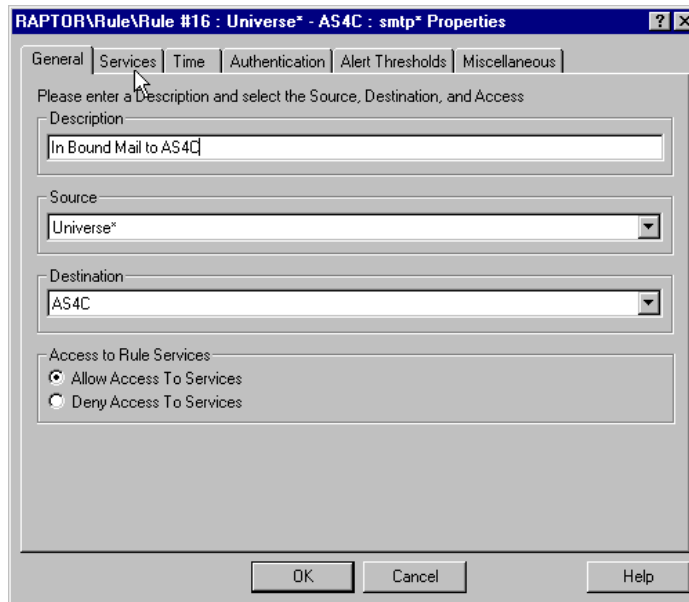 RAPTOR\Rule\Rule #16 : Universe* - AS4C : smtp* Properties
General Services Time Authentication Alert Thresholds Miscellaneous
Please enter a Description and select the Source, Destination, and Access
Description
In Bound Mail to AS4C
Source
Universe*
Destination
AS4C
Access to Rule Services
Allow Access To Services
Deny Access To Services
OK Cancel Help